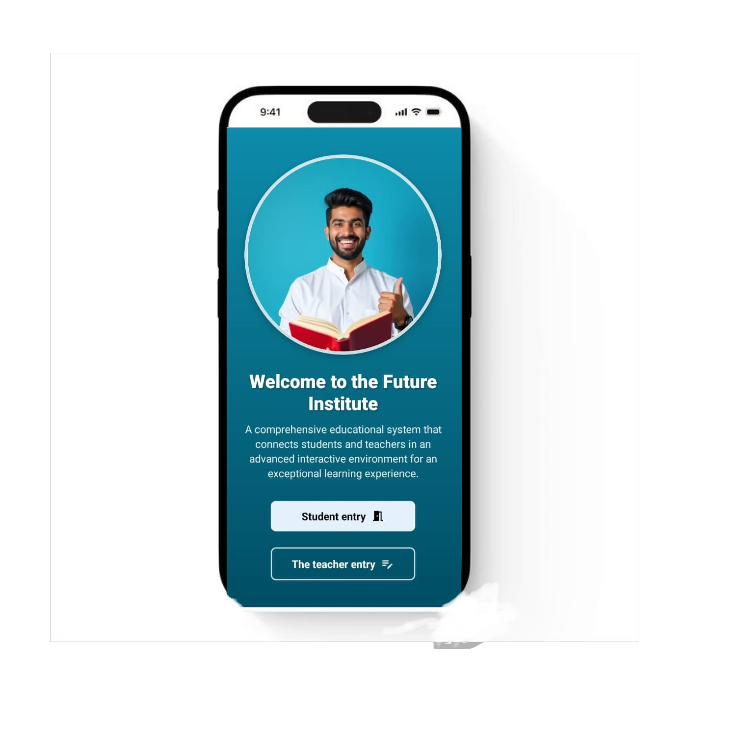 9:41
Welcome to the Future
Institute
A comprehensive educational system that
connects students and teachers in an
advanced interactive environment for an
exceptional learning experience.
Student entry
The teacher entry